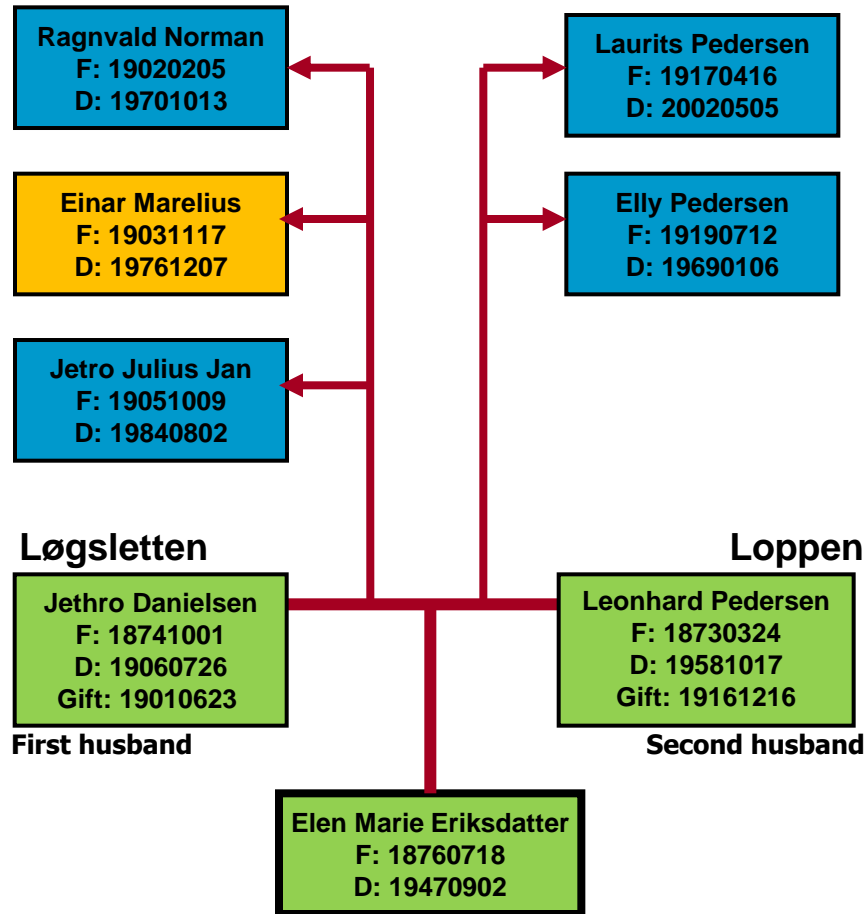 Ragnvald Norman
F: 19020205
D: 19701013
Laurits Pedersen
F: 19170416
D: 20020505
Einar Marelius
F: 19031117
D: 19761207
Elly Pedersen
F: 19190712
D: 19690106
Jetro Julius Jan
F: 19051009
D: 19840802
Løgsletten
Loppen
Jethro Danielsen
F: 18741001
D: 19060726
Gift: 19010623
Leonhard Pedersen
F: 18730324
D: 19581017
Gift: 19161216
First husband
Second husband
Elen Marie Eriksdatter
F: 18760718
D: 19470902